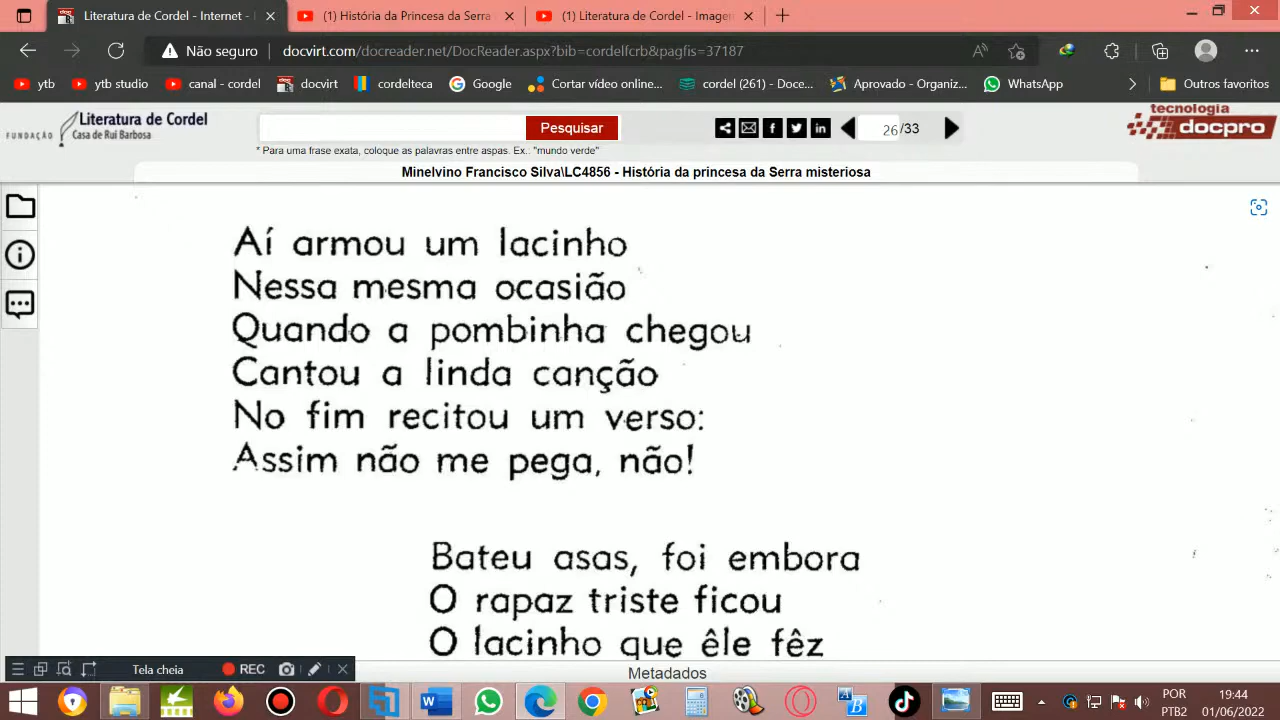 Literatura de Cordel - Internet -
(1) História da Princesa da Serra
(1) Literatura de Cordel - Imagen
Não seguro
docvirt.com/docreader.net/DocReader.aspx?bib=cordelfcrb&pagfis=37187
ytb
ytb studio
canal - cordel
docvirt
cordelteca
Google
Cortar vídeo online...
cordel (261) - Doce...
Aprovado - Organiz...
WhatsApp
Outros favoritos
FUNDAÇÃO
Literatura de Cordel
Casa de Rui Barbosa
Pesquisar
* Para uma frase exata, coloque as palavras entre aspas. Ex.: "mundo verde"
26 /33
tecnologia
docpro
Minelvino Francisco Silva\LC4856 - História da princesa da Serra misteriosa
Aí armou um lacinho
Nessa mesma ocasião
Quando a pombinha chegou
Cantou a linda canção
No fim recitou um verso:
Assim não me pega, não!
Bateu asas, foi embora
O rapaz triste ficou
O lacinho que êle fêz
Metadados
Tela cheia
REC
POR
PTB2
19:44
01/06/2022